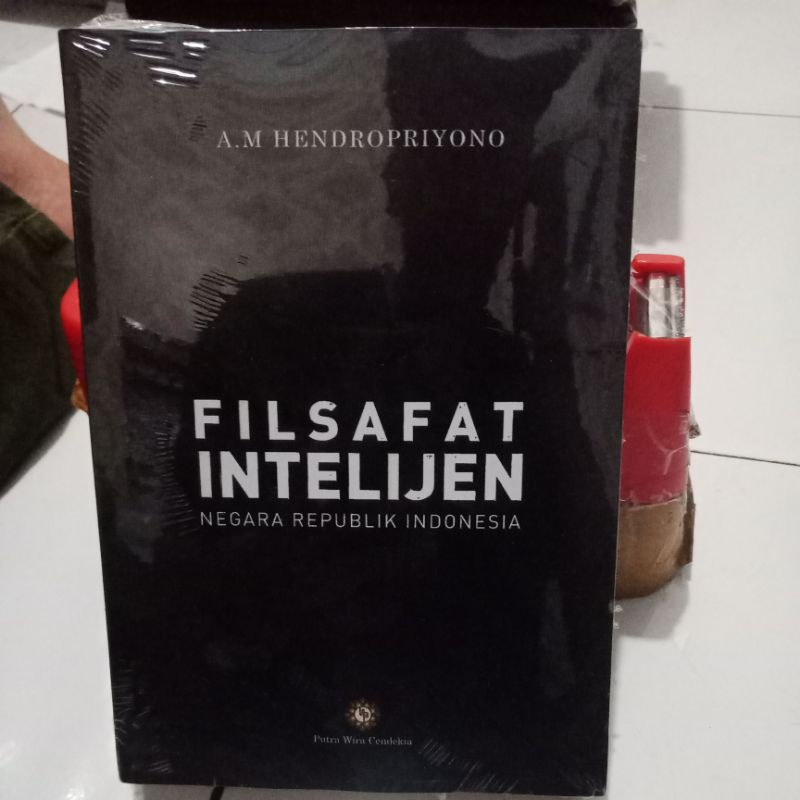 A.M HENDROPRIYONO
FILSAFAT
INTELIJEN
NEGARA REPUBLIK INDONESIA
Putra Wira Cendekia